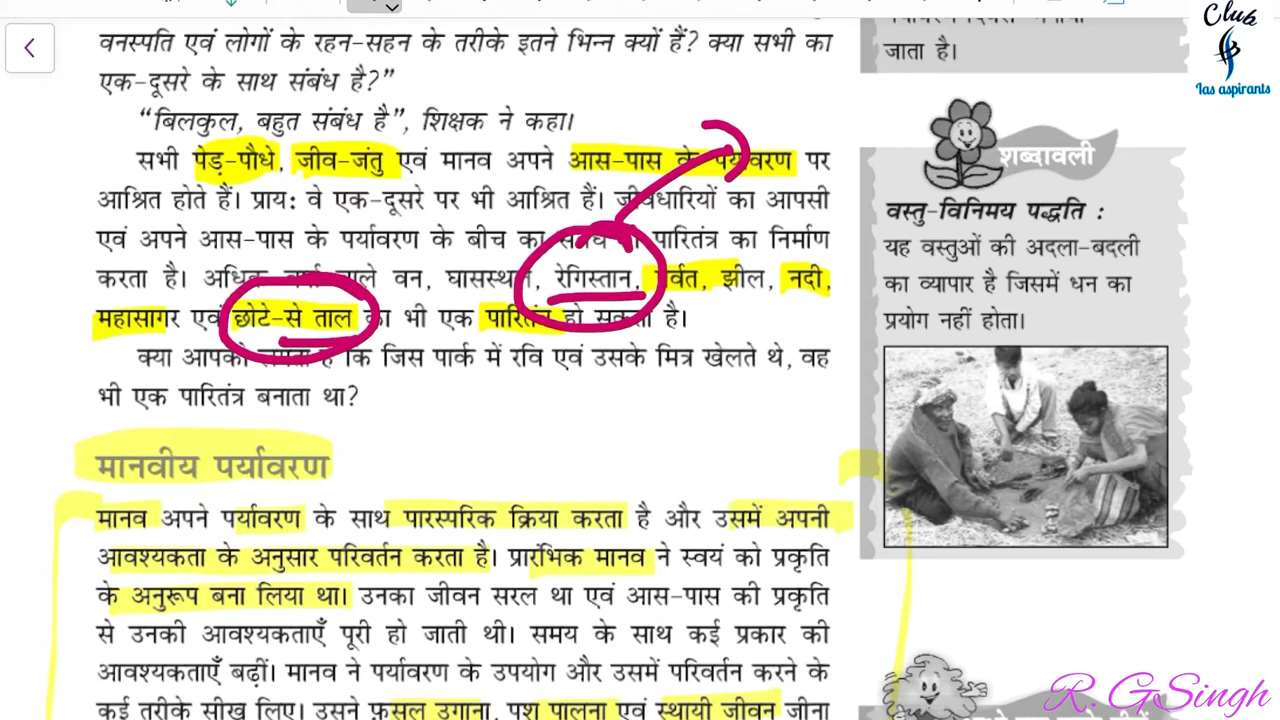 वनस्पति एवं लोगों के रहन-सहन के तरीके इतने भिन्न क्यों हैं? क्या सभी का
एक-दूसरे के साथ संबंध है?”
“बिलकुल, बहुत संबंध है”, शिक्षक ने कहा।
सभी पेड़-पौधे, जीव-जंतु एवं मानव अपने आस-पास के पर्यावरण पर
आश्रित होते हैं। प्राय: वे एक-दूसरे पर भी आश्रित हैं। जीवधारियों का आपसी
एवं अपने आस-पास के पर्यावरण के बीच का पारितंत्र का निर्माण
करता है। अधिक वर्षा वाले वन, घासस्थल, रेगिस्तान, पर्वत, झील, नदी,
महासागर एवं छोटे-से ताल का भी एक पारितंत्र हो सकता है।
क्या आपको लगता है कि जिस पार्क में रवि एवं उसके मित्र खेलते थे, वह
भी एक पारितंत्र बनाता था?
मानवीय पर्यावरण
मानव अपने पर्यावरण के साथ पारस्परिक क्रिया करता है और उसमें अपनी
आवश्यकता के अनुसार परिवर्तन करता है। प्रारंभिक मानव ने स्वयं को प्रकृति
के अनुरूप बना लिया था। उनका जीवन सरल था एवं आस-पास की प्रकृति
से उनकी आवश्यकताएँ पूरी हो जाती थी। समय के साथ कई प्रकार की
आवश्यकताएँ बढ़ीं। मानव ने पर्यावरण के उपयोग और उसमें परिवर्तन करने के
कई तरीके सीख लिए। उसने फ़सल उगाना, पशु पालना एवं स्थायी जीवन जीना
जाता है।
शब्दावली
वस्तु-विनिमय पद्धति :
यह वस्तुओं की अदला-बदली
का व्यापार है जिसमें धन का
प्रयोग नहीं होता।
Club
Ias aspirants
R. G. Singh